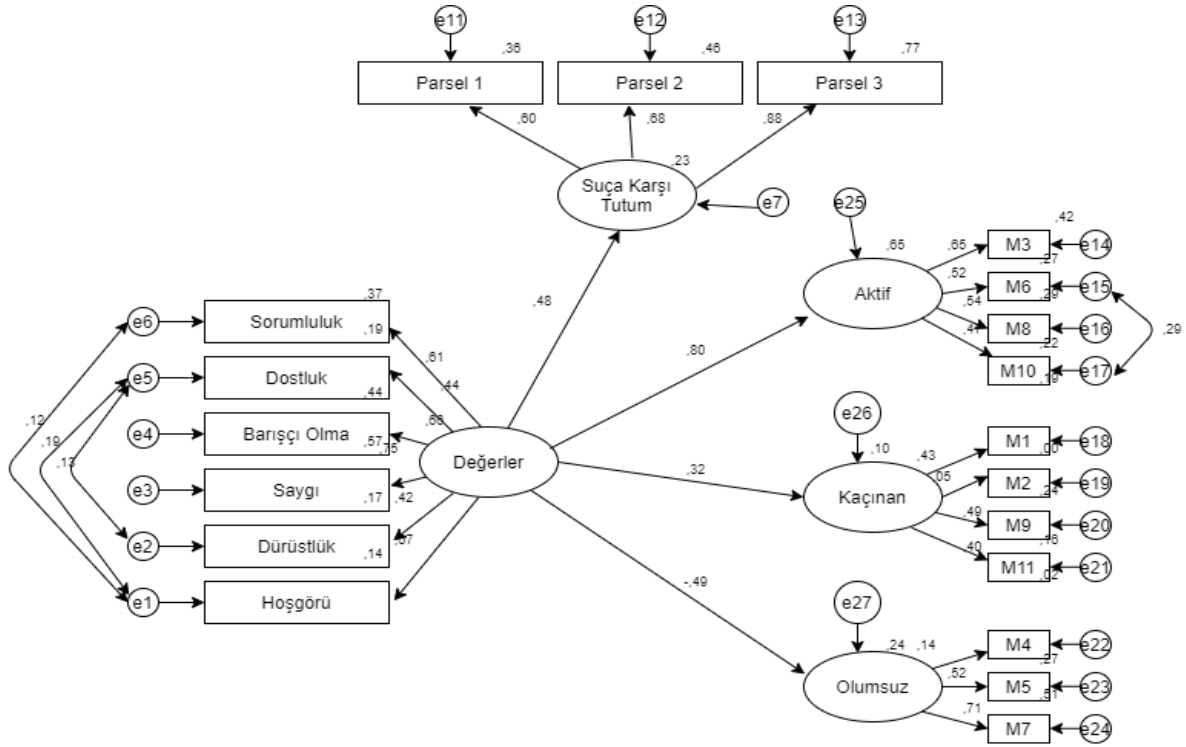 e11
e12
e13
,36
,46
,77
Parsel 1
Parsel 2
Parsel 3
,60
,68
,88
,23
Suça Karşı
Tutum
e7
e25
,42
,65
,65
M3
e14
,27
,52
Aktif
M6
e15
,54
,29
M8
e16
,29
,47
,22
M10
e17
,19
,48
,80
,37
e6
Sorumluluk
,19
,61
e5
Dostluk
,44
,44
e4
Barışçı Olma
,57
,66
,75
Değerler
e3
Saygı
,17
,42
e2
Dürüstlük
,14
e1
Hoşgörü
,12
,19
,13
,32
e26
,10
,43
M1
e18
,00
,05
Kaçınan
M2
e19
,24
,49
M9
e20
,16
,40
M11
e21
,02
-,49
e27
,24
,14
M4
e22
,27
,52
Olumsuz
M5
e23
,51
,71
M7
e24